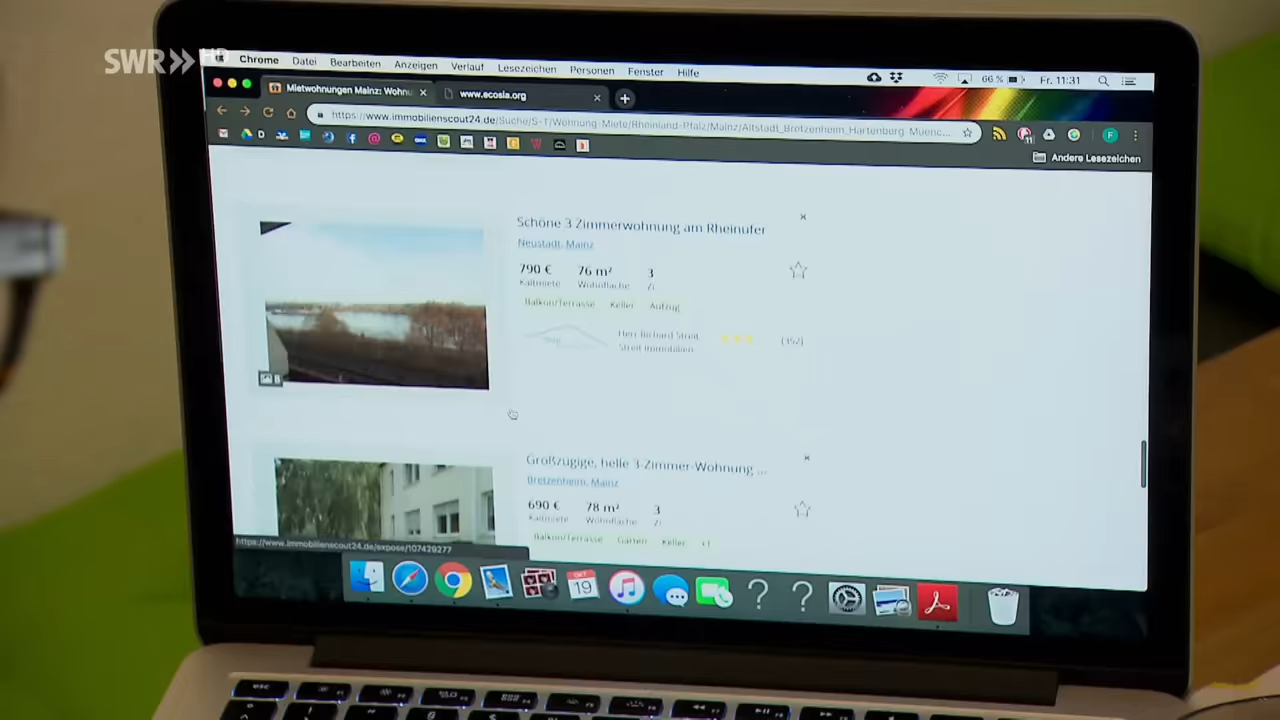 SWR» HD
Chrome Datei Bearbeiten Anzeigen Verlauf Lesezeichen Personen Fenster Hilfe 66 % Fr. 11:31
Mietwohnungen Mainz: Wohnu × www.ecosia.org × +
https://www.immobilienscout24.de/Suche/S-T/Wohnung-Miete/Rheinland-Pfalz/Mainz/Altstadt_Bretzenheim_Hartenberg-Muenc...
Andere Lesezeichen
Schöne 3 Zimmerwohnung am Rheinufer
Neustadt, Mainz
790 € 76 m² 3
Kaltmiete Wohnfläche Zi.
Balkon/Terrasse Keller Aufzug
Herr Richard Streit
Streit Immobilien
(352)
Großzügige, helle 3-Zimmer-Wohnung ...
Bretzenheim, Mainz
690 € 78 m² 3
Kaltmiete Wohnfläche Zi.
Balkon/Terrasse Garten Keller +1
https://www.immobilienscout24.de/expose/107429277
OKT
19
esc